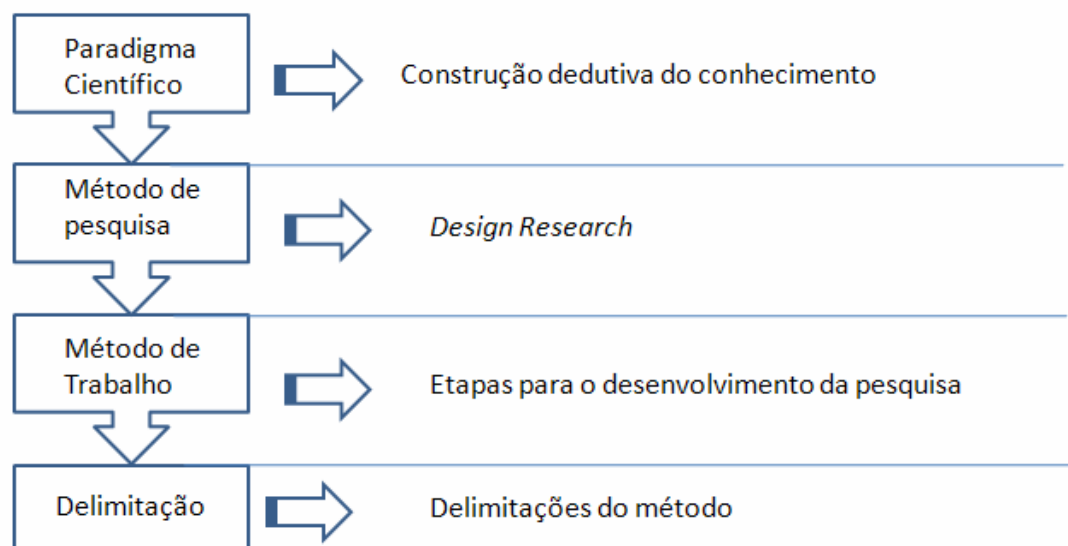 Paradigma
Científico
Construção dedutiva do conhecimento
Método de
pesquisa
Design Research
Método de
Trabalho
Etapas para o desenvolvimento da pesquisa
Delimitação
Delimitações do método